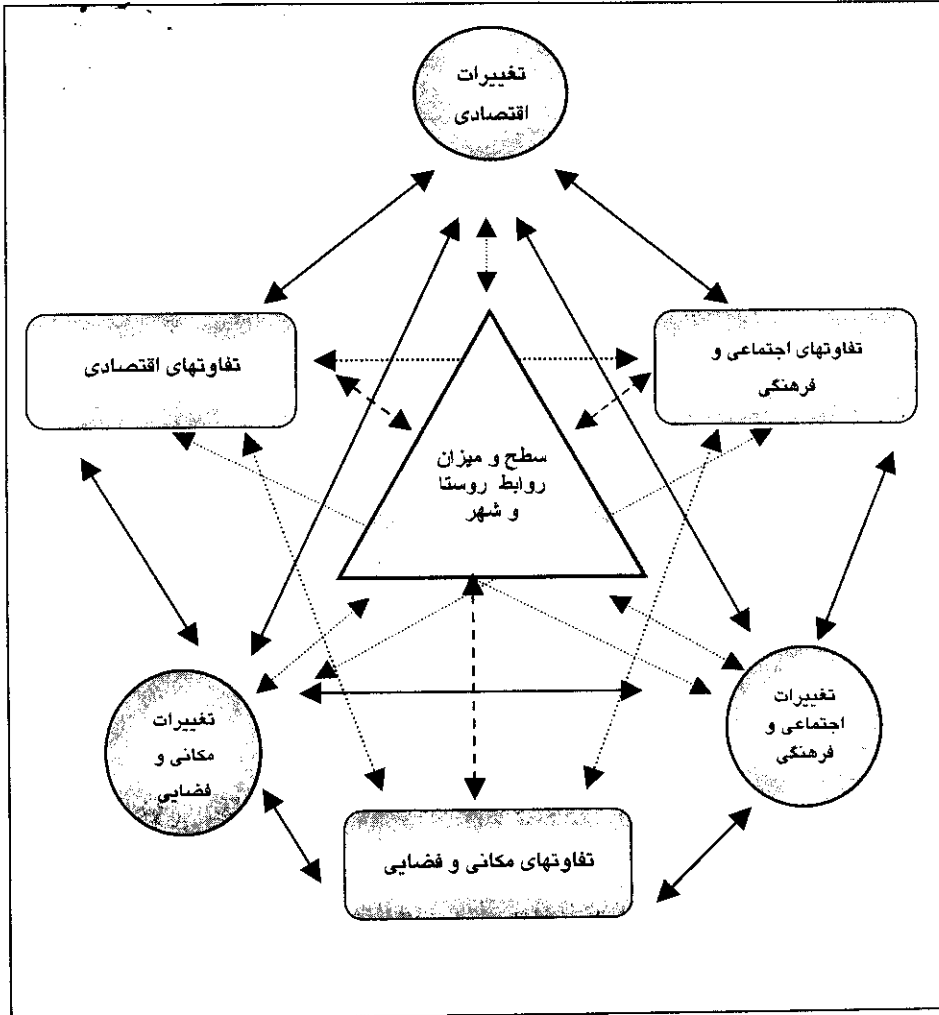 تغییرات
اقتصادی
تفاوتهای اجتماعی و
فرهنگی
تفاوتهای اقتصادی
سطح و میزان
روابط روستا
و شهر
تغییرات
اجتماعی و
فرهنگی
تغییرات
مکانی و
فضایی
تفاوتهای مکانی و فضایی